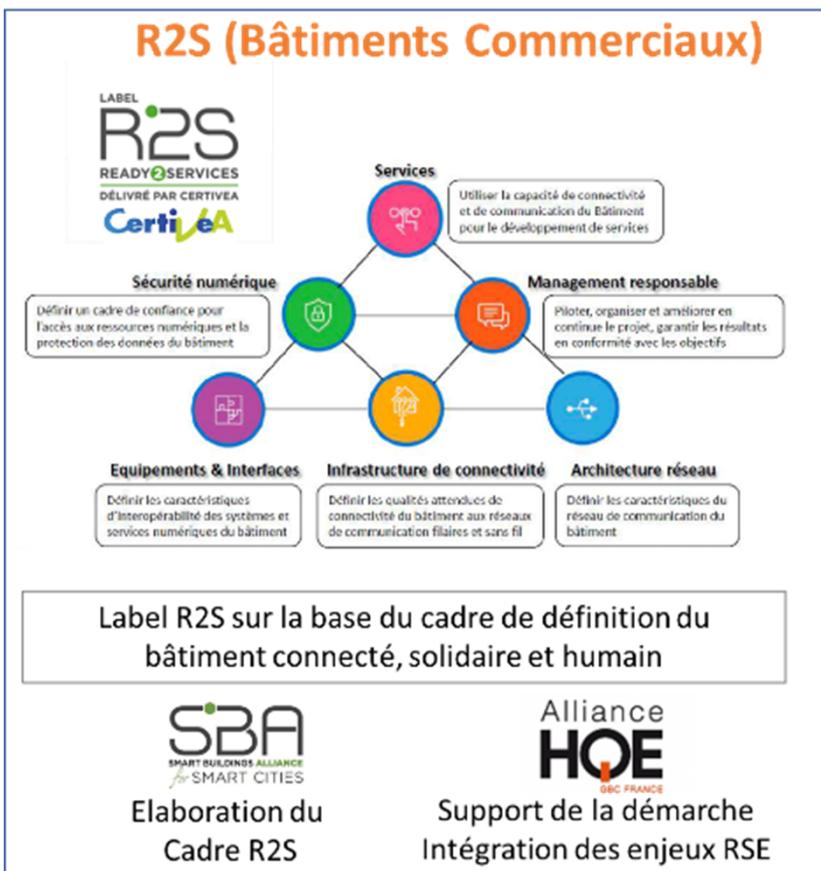 R2S (Bâtiments Commerciaux)
LABEL
R2S
READY2SERVICES
DÉLIVRÉ PAR CERTIVEA
CertiVeA
Services
Utiliser la capacité de connectivité
et de communication du Bâtiment
pour le développement de services
Sécurité numérique
Définir un cadre de confiance pour
l'accès aux ressources numériques et la
protection des données du bâtiment
Management responsable
Piloter, organiser et améliorer en
continue le projet, garantir les résultats
en conformité avec les objectifs
Equipements & Interfaces
Définir les caractéristiques
d'interopérabilité des systèmes et
services numériques du bâtiment
Infrastructure de connectivité
Définir les qualités attendues de
connectivité du bâtiment aux réseaux
de communication filaires et sans fil
Architecture réseau
Définir les caractéristiques du
réseau de communication du
bâtiment
Label R2S sur la base du cadre de définition du
bâtiment connecté, solidaire et humain
SBA
SMART BUILDINGS ALLIANCE
for SMART CITIES
Elaboration du
Cadre R2S
Alliance
HQE
GBC FRANCE
Support de la démarche
Intégration des enjeux RSE